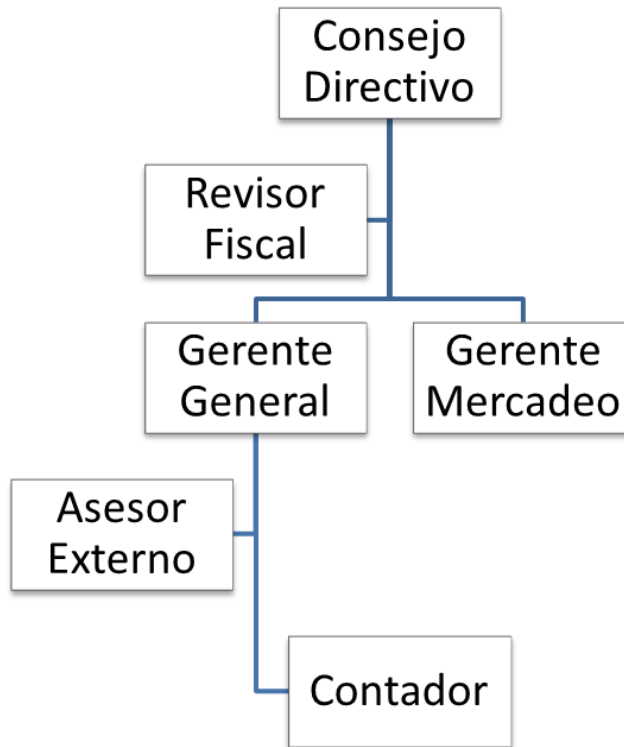 Consejo
Directivo
Revisor
Fiscal
Gerente
General
Gerente
Mercadeo
Asesor
Externo
Contador